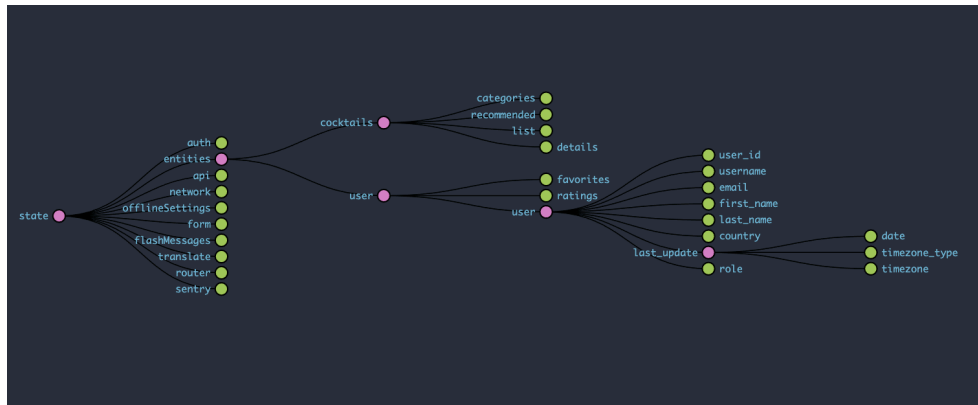 state
auth
entities
api
network
offlineSettings
form
flashMessages
translate
router
sentry
cocktails
user
categories
recommended
list
details
favorites
ratings
user
user_id
username
email
first_name
last_name
country
last_update
role
date
timezone_type
timezone